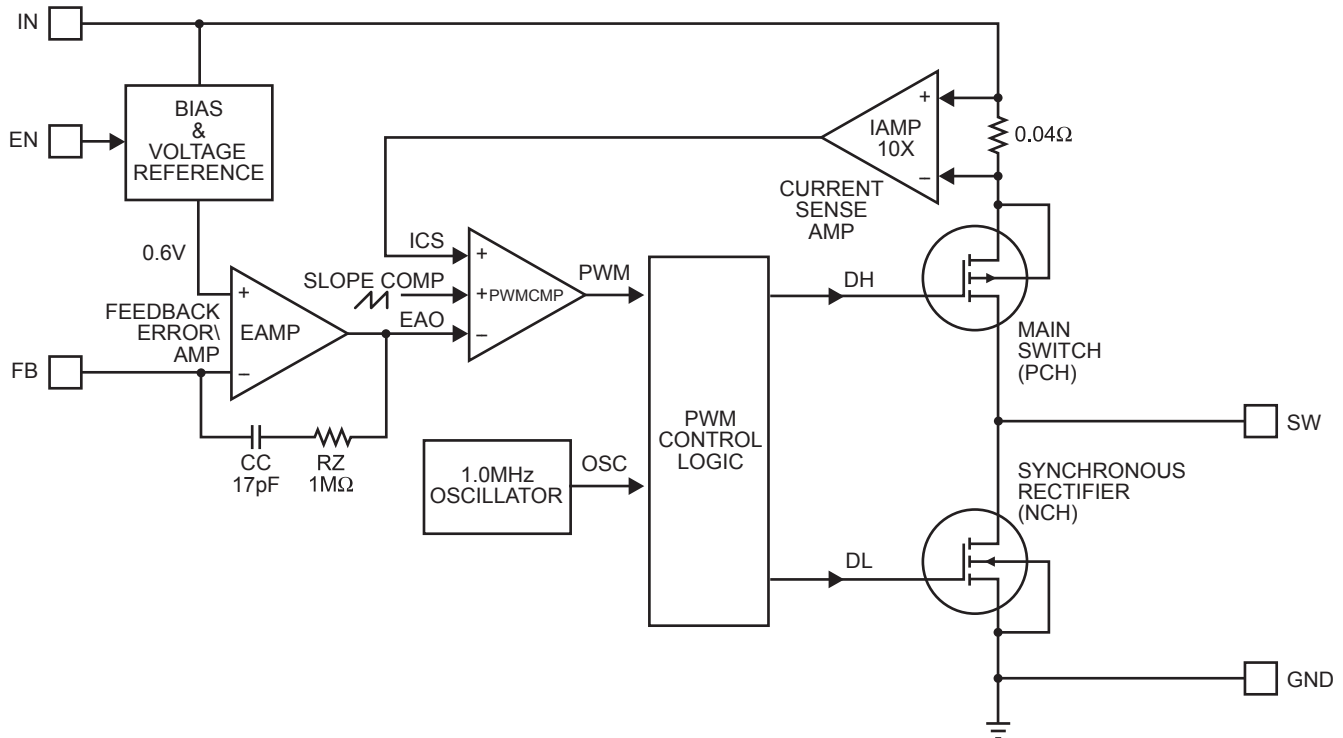 IN
EN
BIAS
&
VOLTAGE
REFERENCE
0.6V
FEEDBACK
ERROR\
AMP
FB
+
EAMP
–
CC
17pF
RZ
1MΩ
ICS
SLOPE COMP
EAO
+
+PWMCMP
–
PWM
1.0MHz
OSCILLATOR
OSC
PWM
CONTROL
LOGIC
+
IAMP
10X
–
CURRENT
SENSE
AMP
0.04Ω
DH
MAIN
SWITCH
(PCH)
SW
SYNCHRONOUS
RECTIFIER
(NCH)
DL
GND